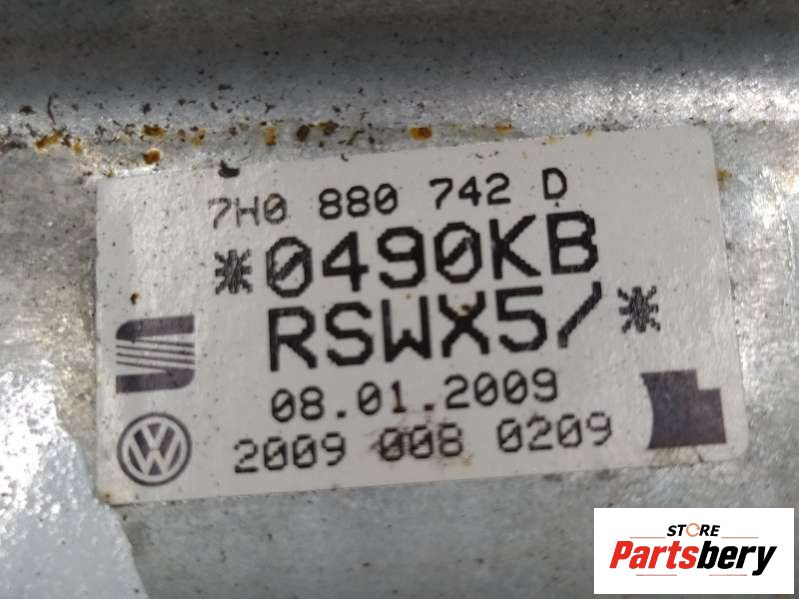 7H0 880 742 D
*0490KB
RSWX5/*
08.01.2009
2009 008 0209
STORE
Partsbery